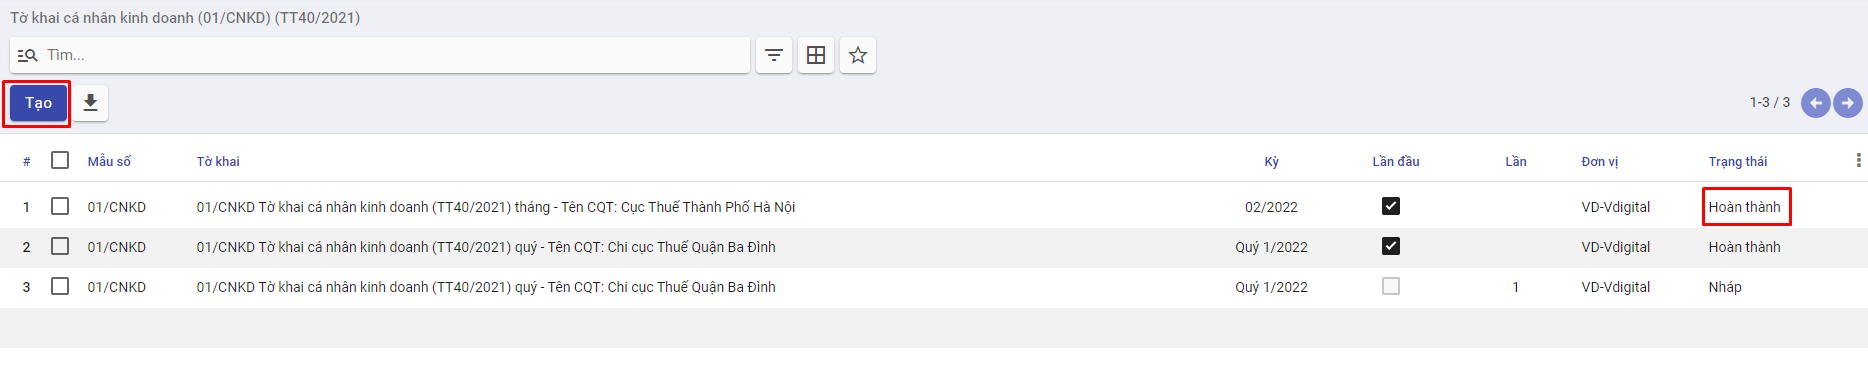 Tờ khai cá nhân kinh doanh (01/CNKD) (TT40/2021)
Tìm...
Tạo
1-3 / 3
# Mẫu số Tờ khai Kỳ Lần đầu Lần Đơn vị Trạng thái
1 01/CNKD 01/CNKD Tờ khai cá nhân kinh doanh (TT40/2021) tháng - Tên CQT: Cục Thuế Thành Phố Hà Nội 02/2022 VD-Vdigital Hoàn thành
2 01/CNKD 01/CNKD Tờ khai cá nhân kinh doanh (TT40/2021) quý - Tên CQT: Chi cục Thuế Quận Ba Đình Quý 1/2022 VD-Vdigital Hoàn thành
3 01/CNKD 01/CNKD Tờ khai cá nhân kinh doanh (TT40/2021) quý - Tên CQT: Chi cục Thuế Quận Ba Đình Quý 1/2022 1 VD-Vdigital Nháp